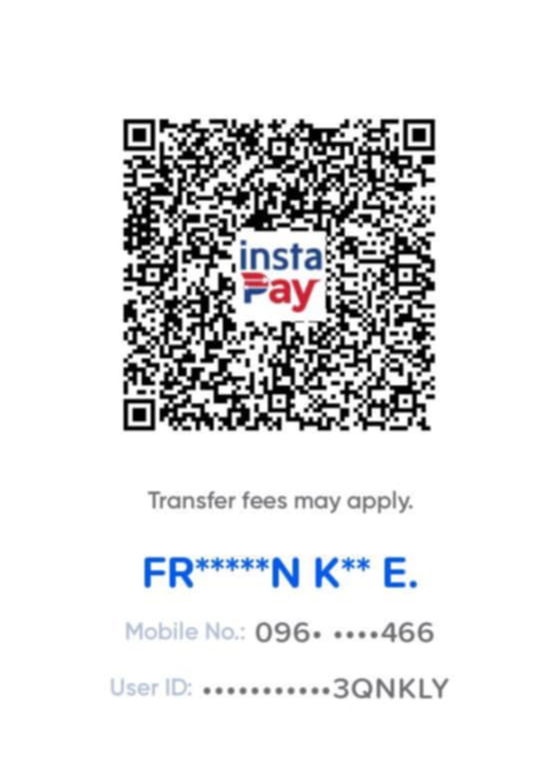 insta
Pay
Transfer fees may apply.
FR*****N K** E.
Mobile No.: 096• ••••466
User ID: •••••••••••3QNKLY